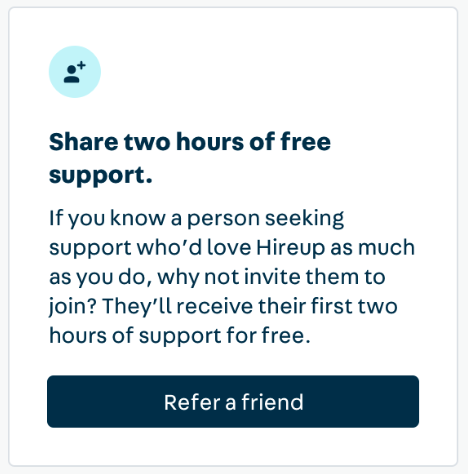 Share two hours of free
support.
If you know a person seeking
support who'd love Hireup as much
as you do, why not invite them to
join? They'll receive their first two
hours of support for free.
Refer a friend